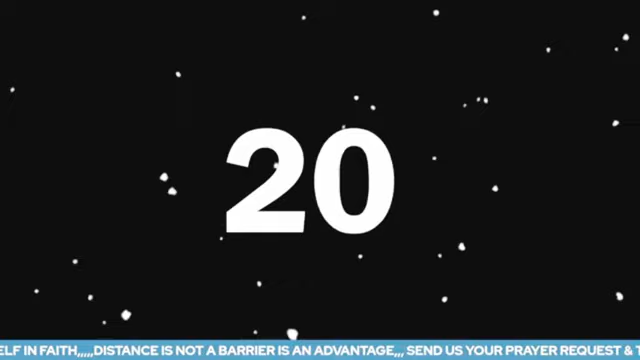 20
ELF IN FAITH,,,,,DISTANCE IS NOT A BARRIER IS AN ADVANTAGE,,, SEND US YOUR PRAYER REQUEST &